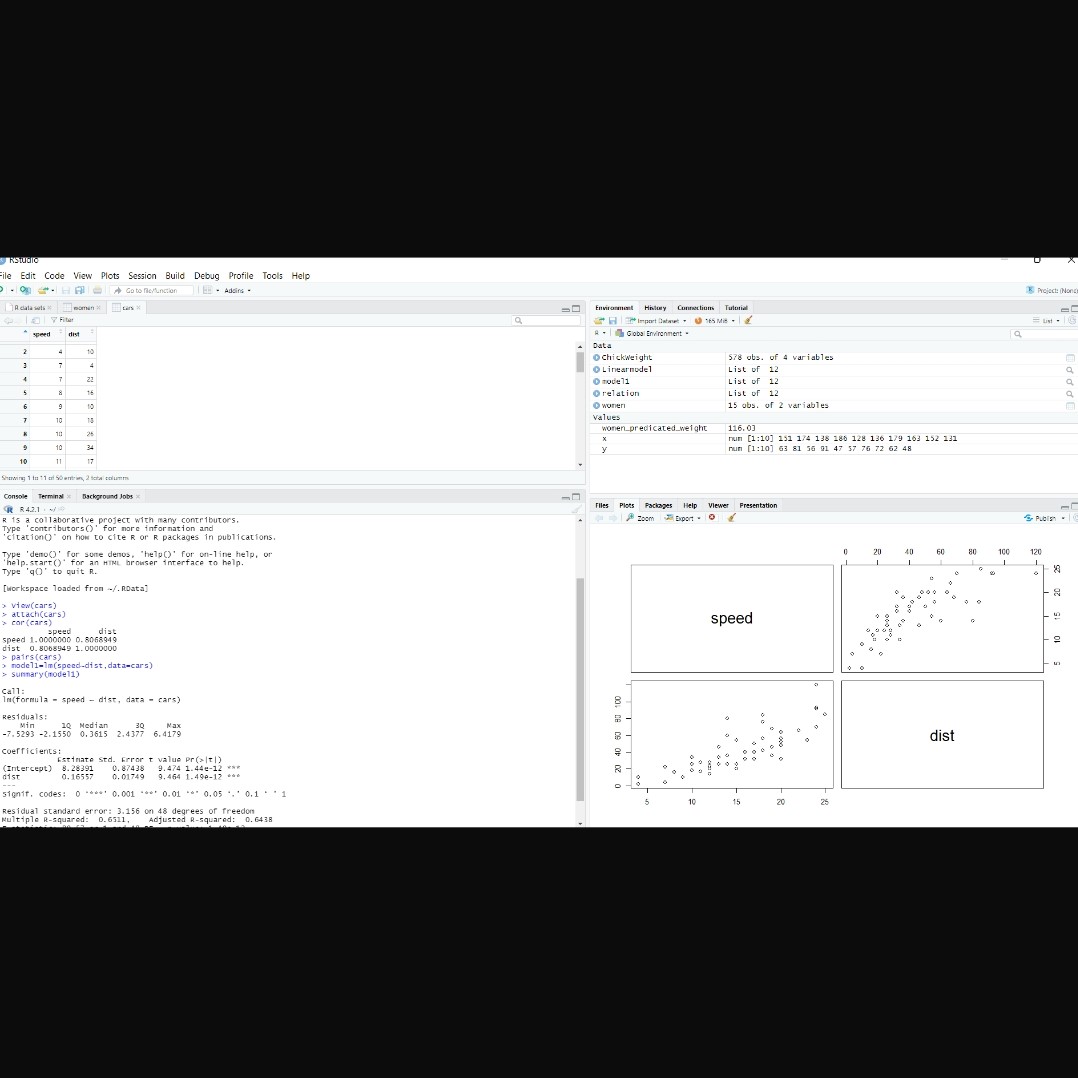 RStudio
File Edit Code View Plots Session Build Debug Profile Tools Help
Go to file/function Addins Project: (None)
R data sets women cars
Filter
speed dist
2 4 10
3 7 4
4 7 22
5 8 16
6 9 10
7 10 18
8 10 26
9 10 34
10 11 17
Showing 1 to 11 of 50 entries, 2 total columns
Console Terminal Background Jobs
R 4.2.1 · ~/
R is a collaborative project with many contributors.
Type 'contributors()' for more information and
'citation()' on how to cite R or R packages in publications.
Type 'demo()' for some demos, 'help()' for on-line help, or
'help.start()' for an HTML browser interface to help.
Type 'q()' to quit R.
[Workspace loaded from ~/.RData]
> View(cars)
> attach(cars)
> cor(cars)
speed dist
speed 1.0000000 0.8068949
dist 0.8068949 1.0000000
> pairs(cars)
> model1=lm(speed~dist,data=cars)
> summary(model1)
Call:
lm(formula = speed ~ dist, data = cars)
Residuals:
Min 1Q Median 3Q Max
-7.5293 -2.1550 0.3615 2.4377 6.4179
Coefficients:
Estimate Std. Error t value Pr(>|t|)
(Intercept) 8.28391 0.87438 9.474 1.44e-12 ***
dist 0.16557 0.01749 9.464 1.49e-12 ***
---
Signif. codes: 0 '***' 0.001 '**' 0.01 '*' 0.05 '.' 0.1 ' ' 1
Residual standard error: 3.156 on 48 degrees of freedom
Multiple R-squared: 0.6511, Adjusted R-squared: 0.6438
Environment History Connections Tutorial
Import Dataset 165 MiB List
R Global Environment
Data
ChickWeight 578 obs. of 4 variables
Linearmodel List of 12
model1 List of 12
relation List of 12
women 15 obs. of 2 variables
Values
women_predicated_weight 116.03
x num [1:10] 151 174 138 186 128 136 179 163 152 131
y num [1:10] 63 81 56 91 47 57 76 72 62 48
Files Plots Packages Help Viewer Presentation
Zoom Export Publish
0 20 40 60 80 100 120
speed
5 10 15 20 25
0 20 40 60 80 100
dist
5 10 15 20 25